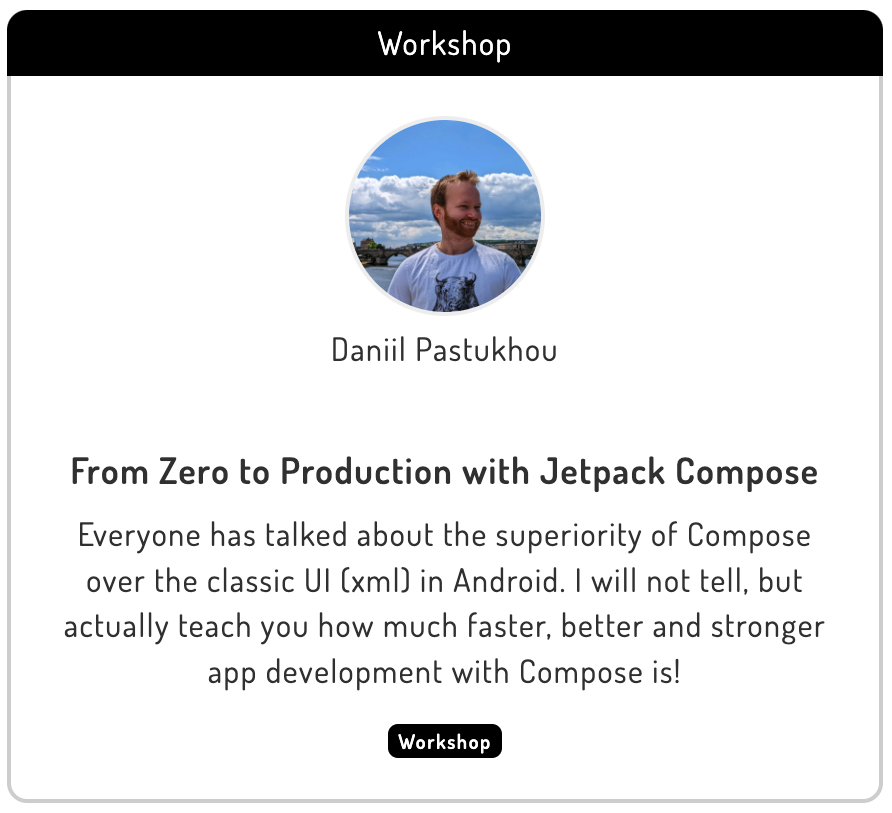 Workshop
Daniil Pastukhou
From Zero to Production with Jetpack Compose
Everyone has talked about the superiority of Compose
over the classic UI (xml) in Android. I will not tell, but
actually teach you how much faster, better and stronger
app development with Compose is!
Workshop